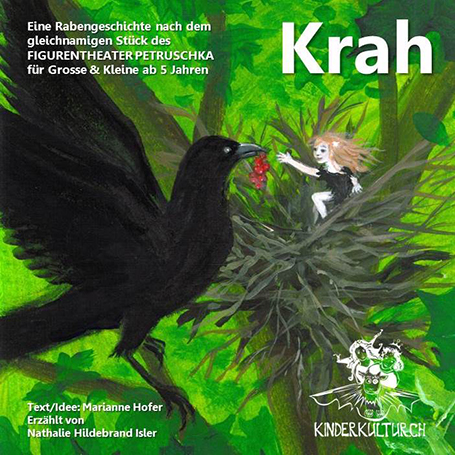 Eine Rabengeschichte nach dem
gleichnamigen Stück des
FIGURENTHEATER PETRUSCHKA
für Grosse & Kleine ab 5 Jahren
Krah
Text/Idee: Marianne Hofer
Erzählt von
Nathalie Hildebrand Isler
KINDERKULTUR.CH